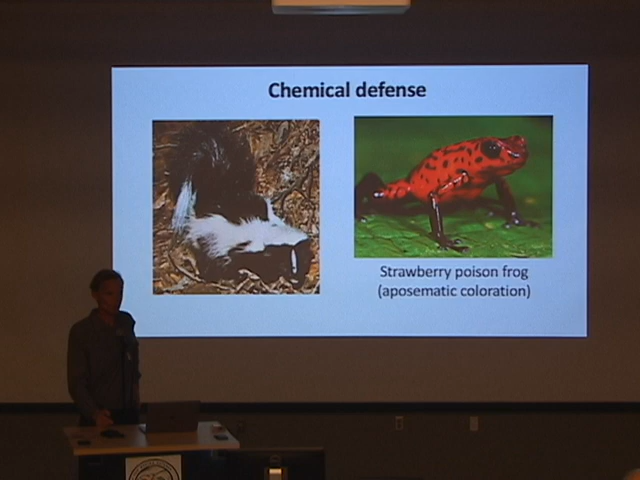 Chemical defense
Strawberry poison frog
(aposematic coloration)